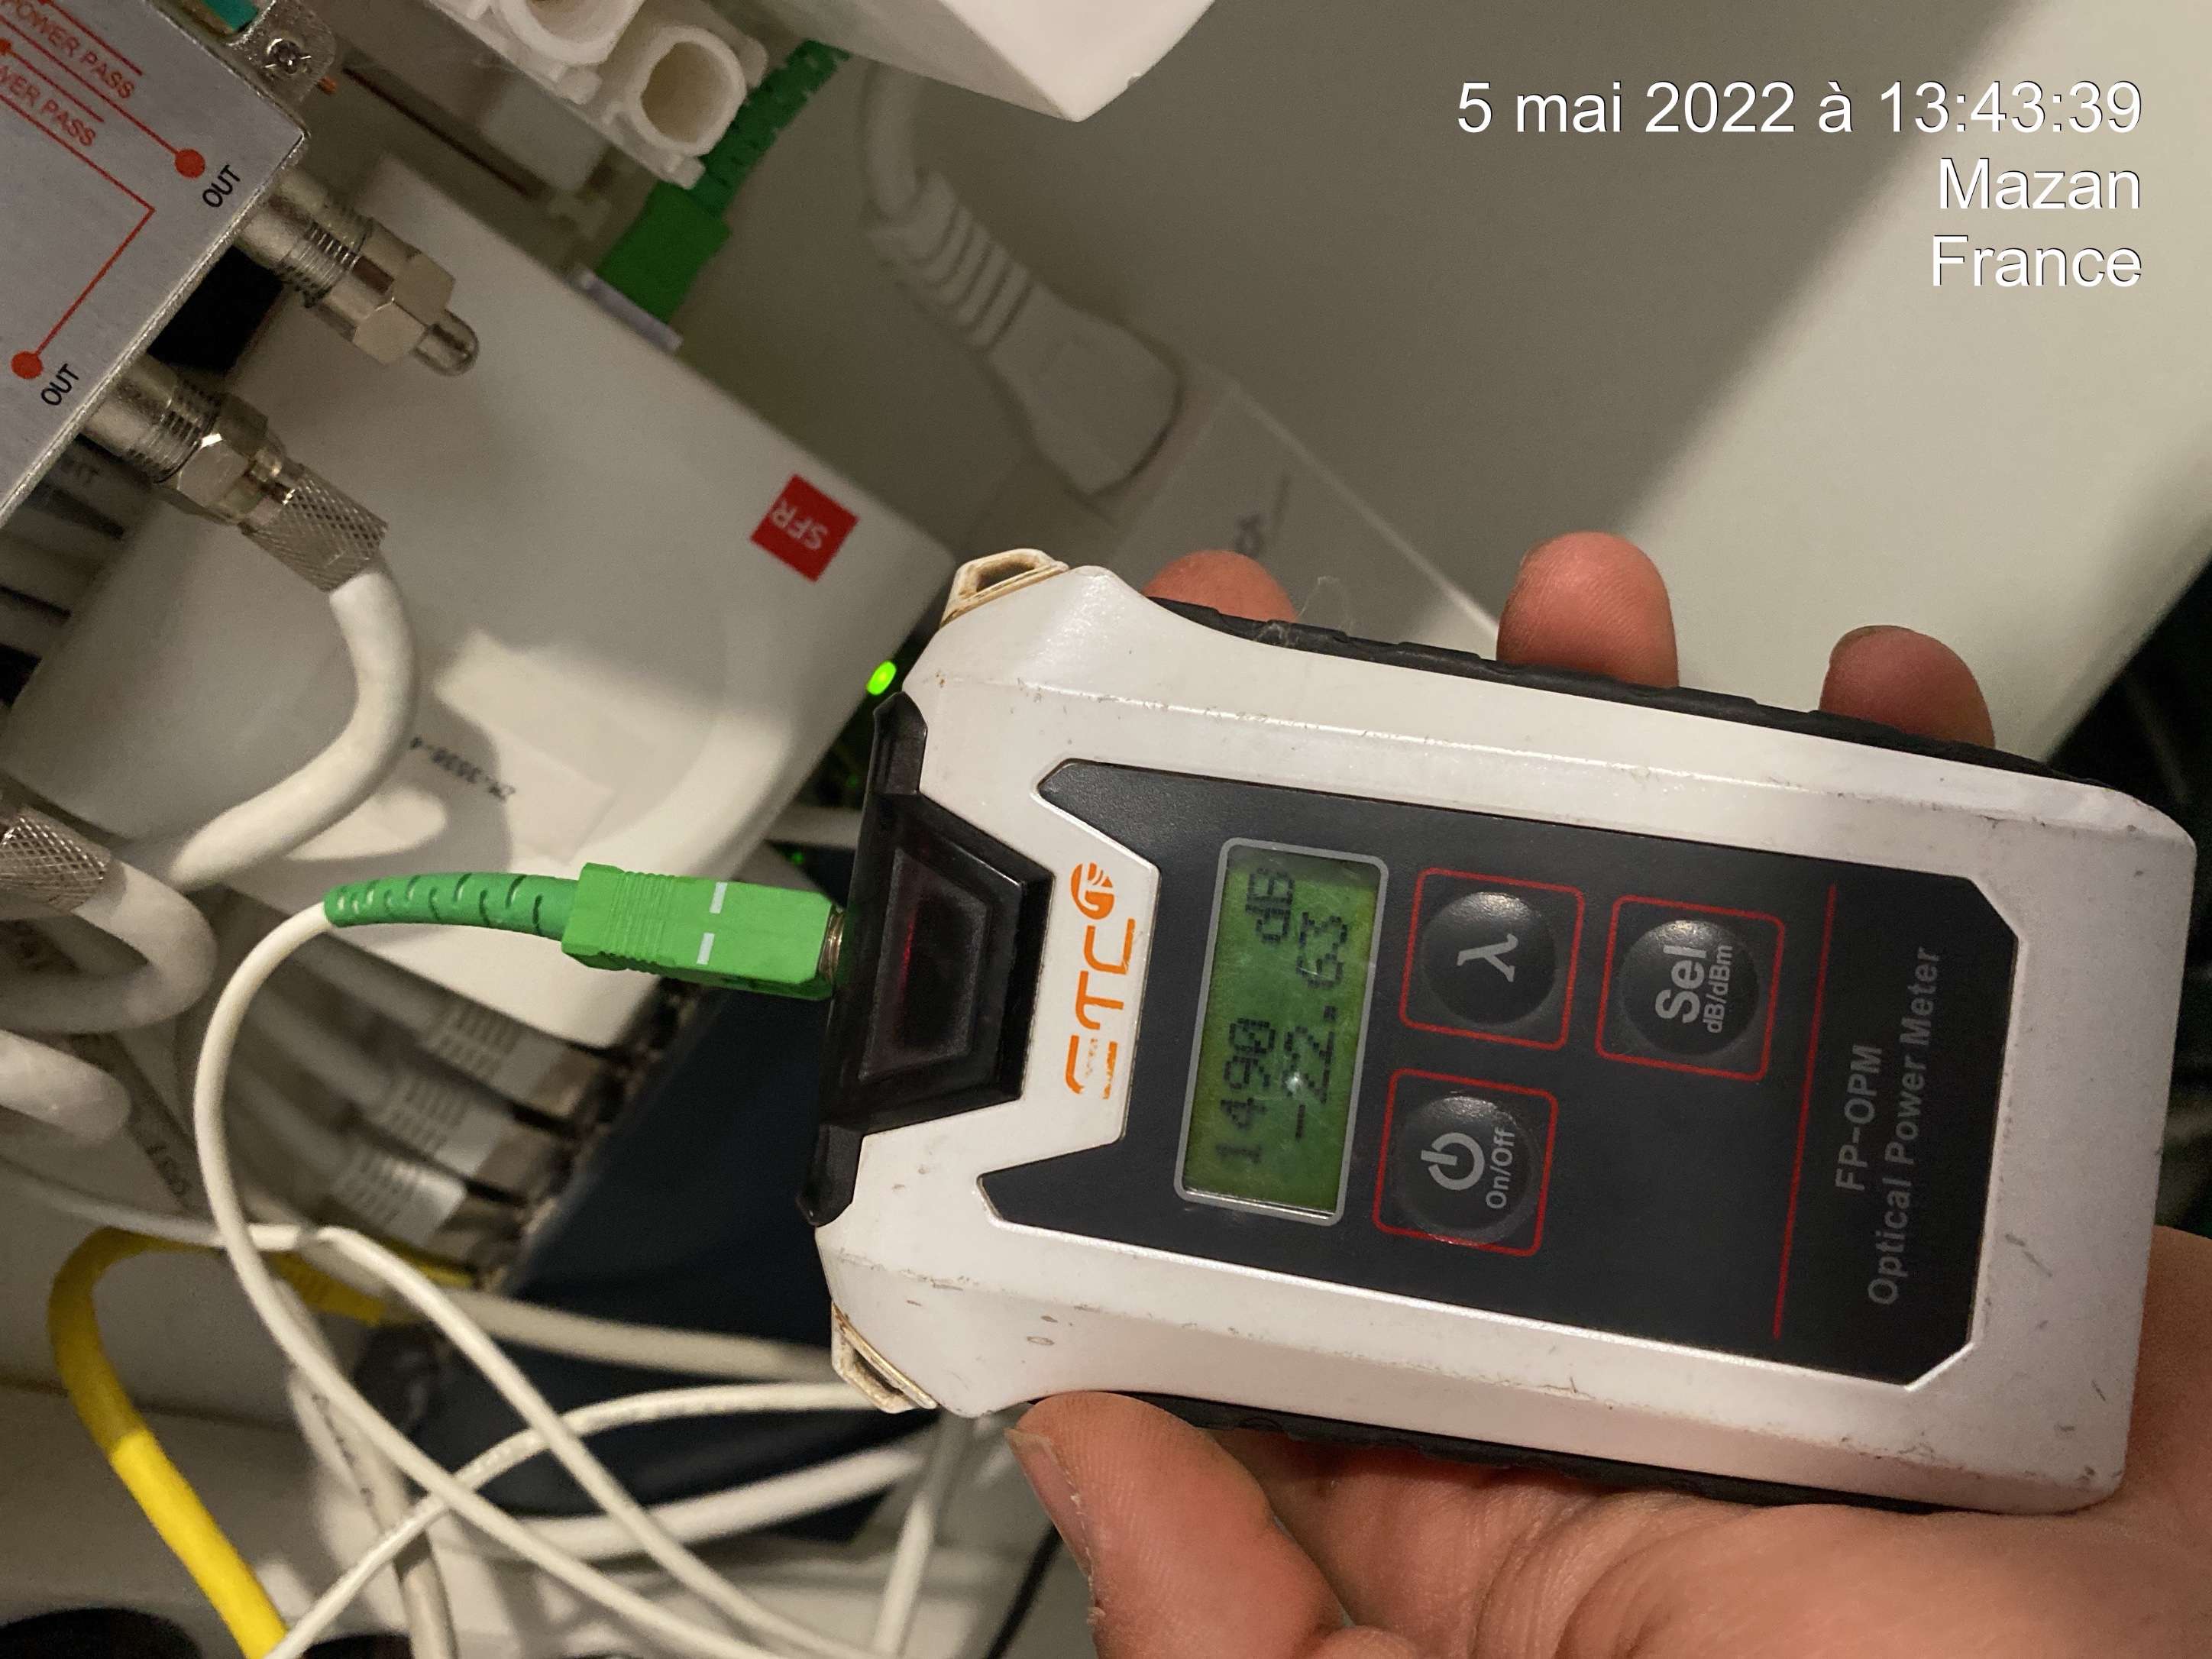 5 mai 2022 à 13:43:39
Mazan
France
POWER PASS
OUT
OUT
SFR
1490 dB
-22.63
λ
Sel
dB/dBm
On/Off
FP-OPM
Optical Power Meter